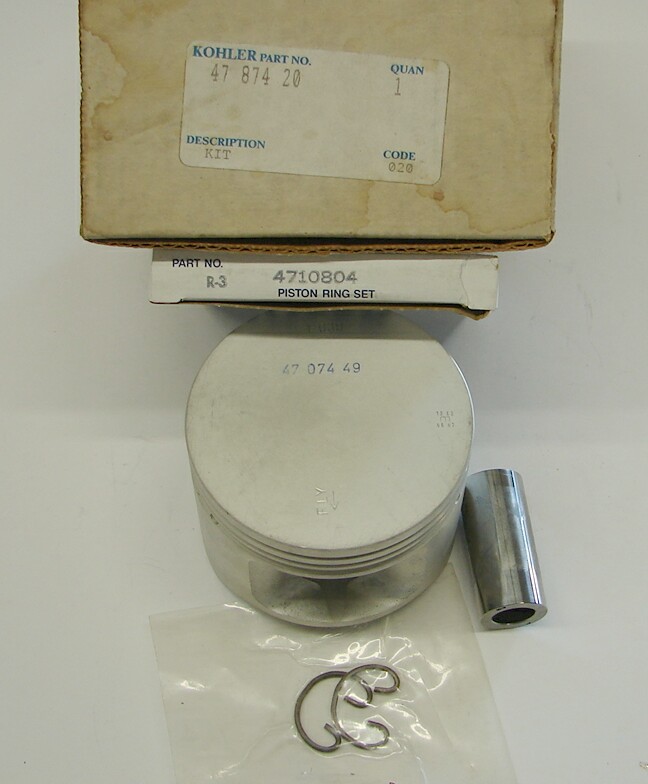 KOHLER PART NO.
47 874 20
QUAN
1
DESCRIPTION
KIT
CODE
020
PART NO.
R-3 4710804
PISTON RING SET
47 074 49
FLY